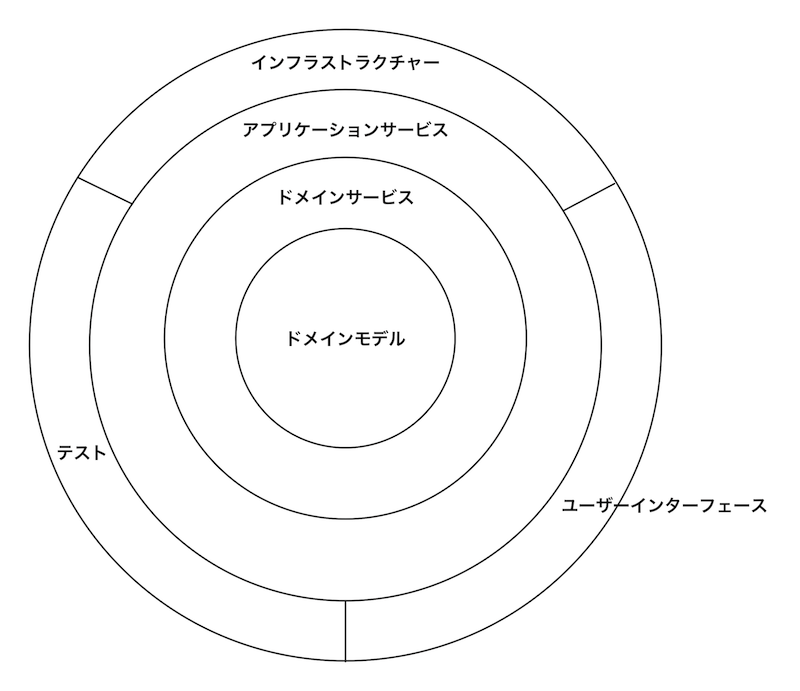 インフラストラクチャー
アプリケーションサービス
ドメインサービス
ドメインモデル
テスト
ユーザーインターフェース